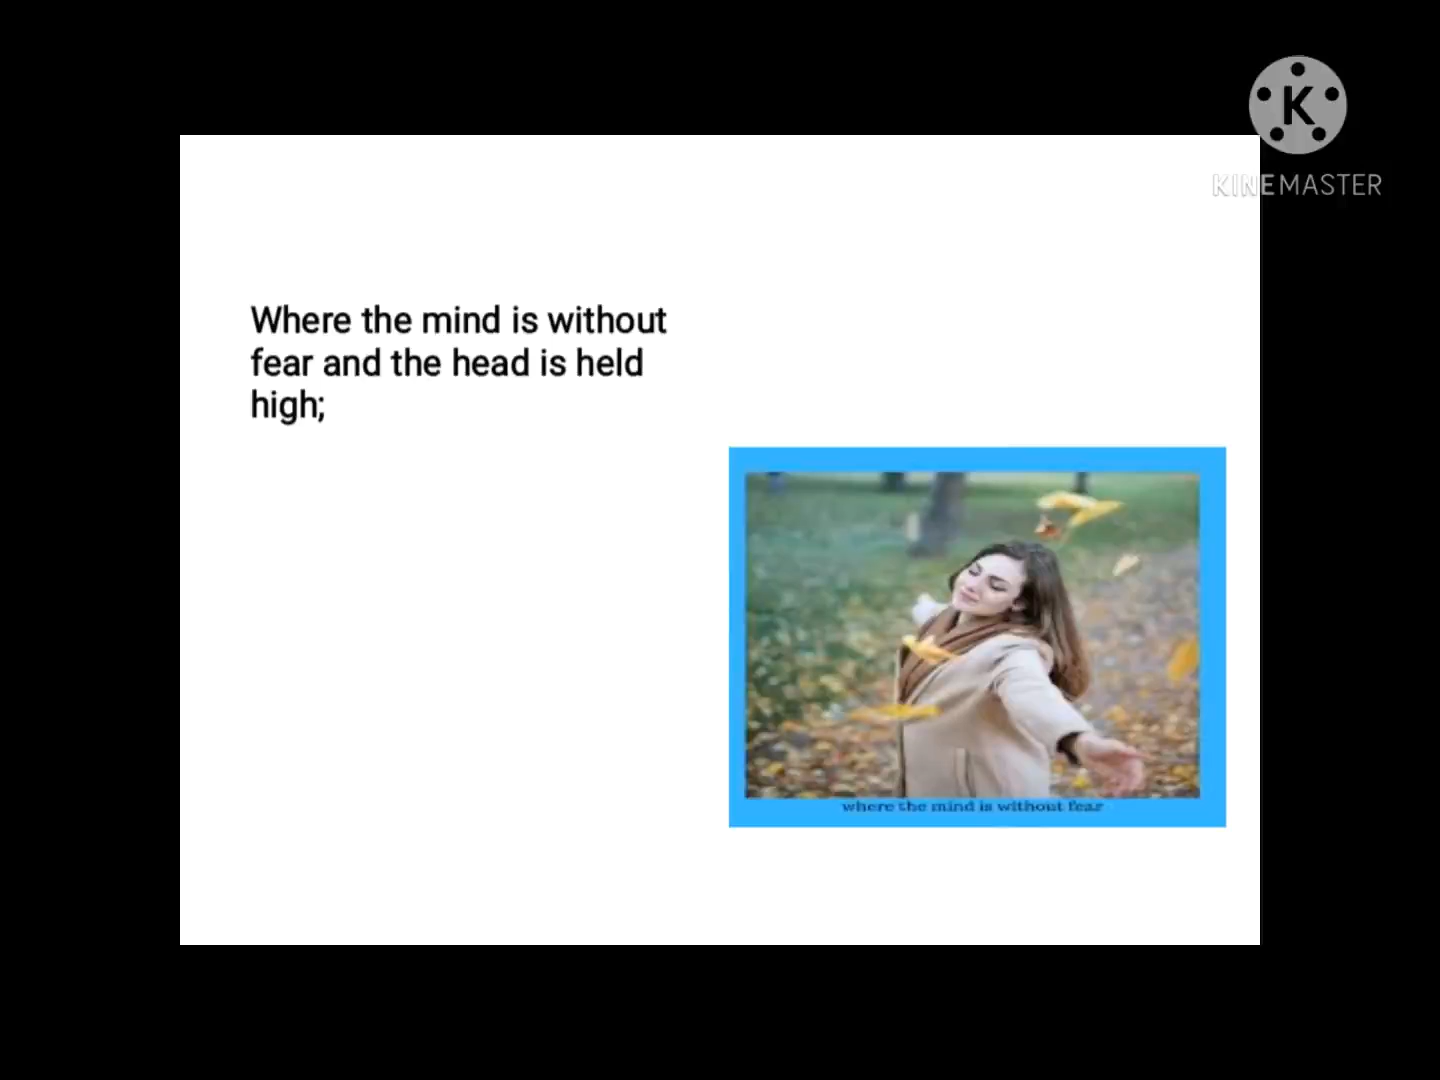 K
KINEMASTER
Where the mind is without
fear and the head is held
high;
where the mind is without fear